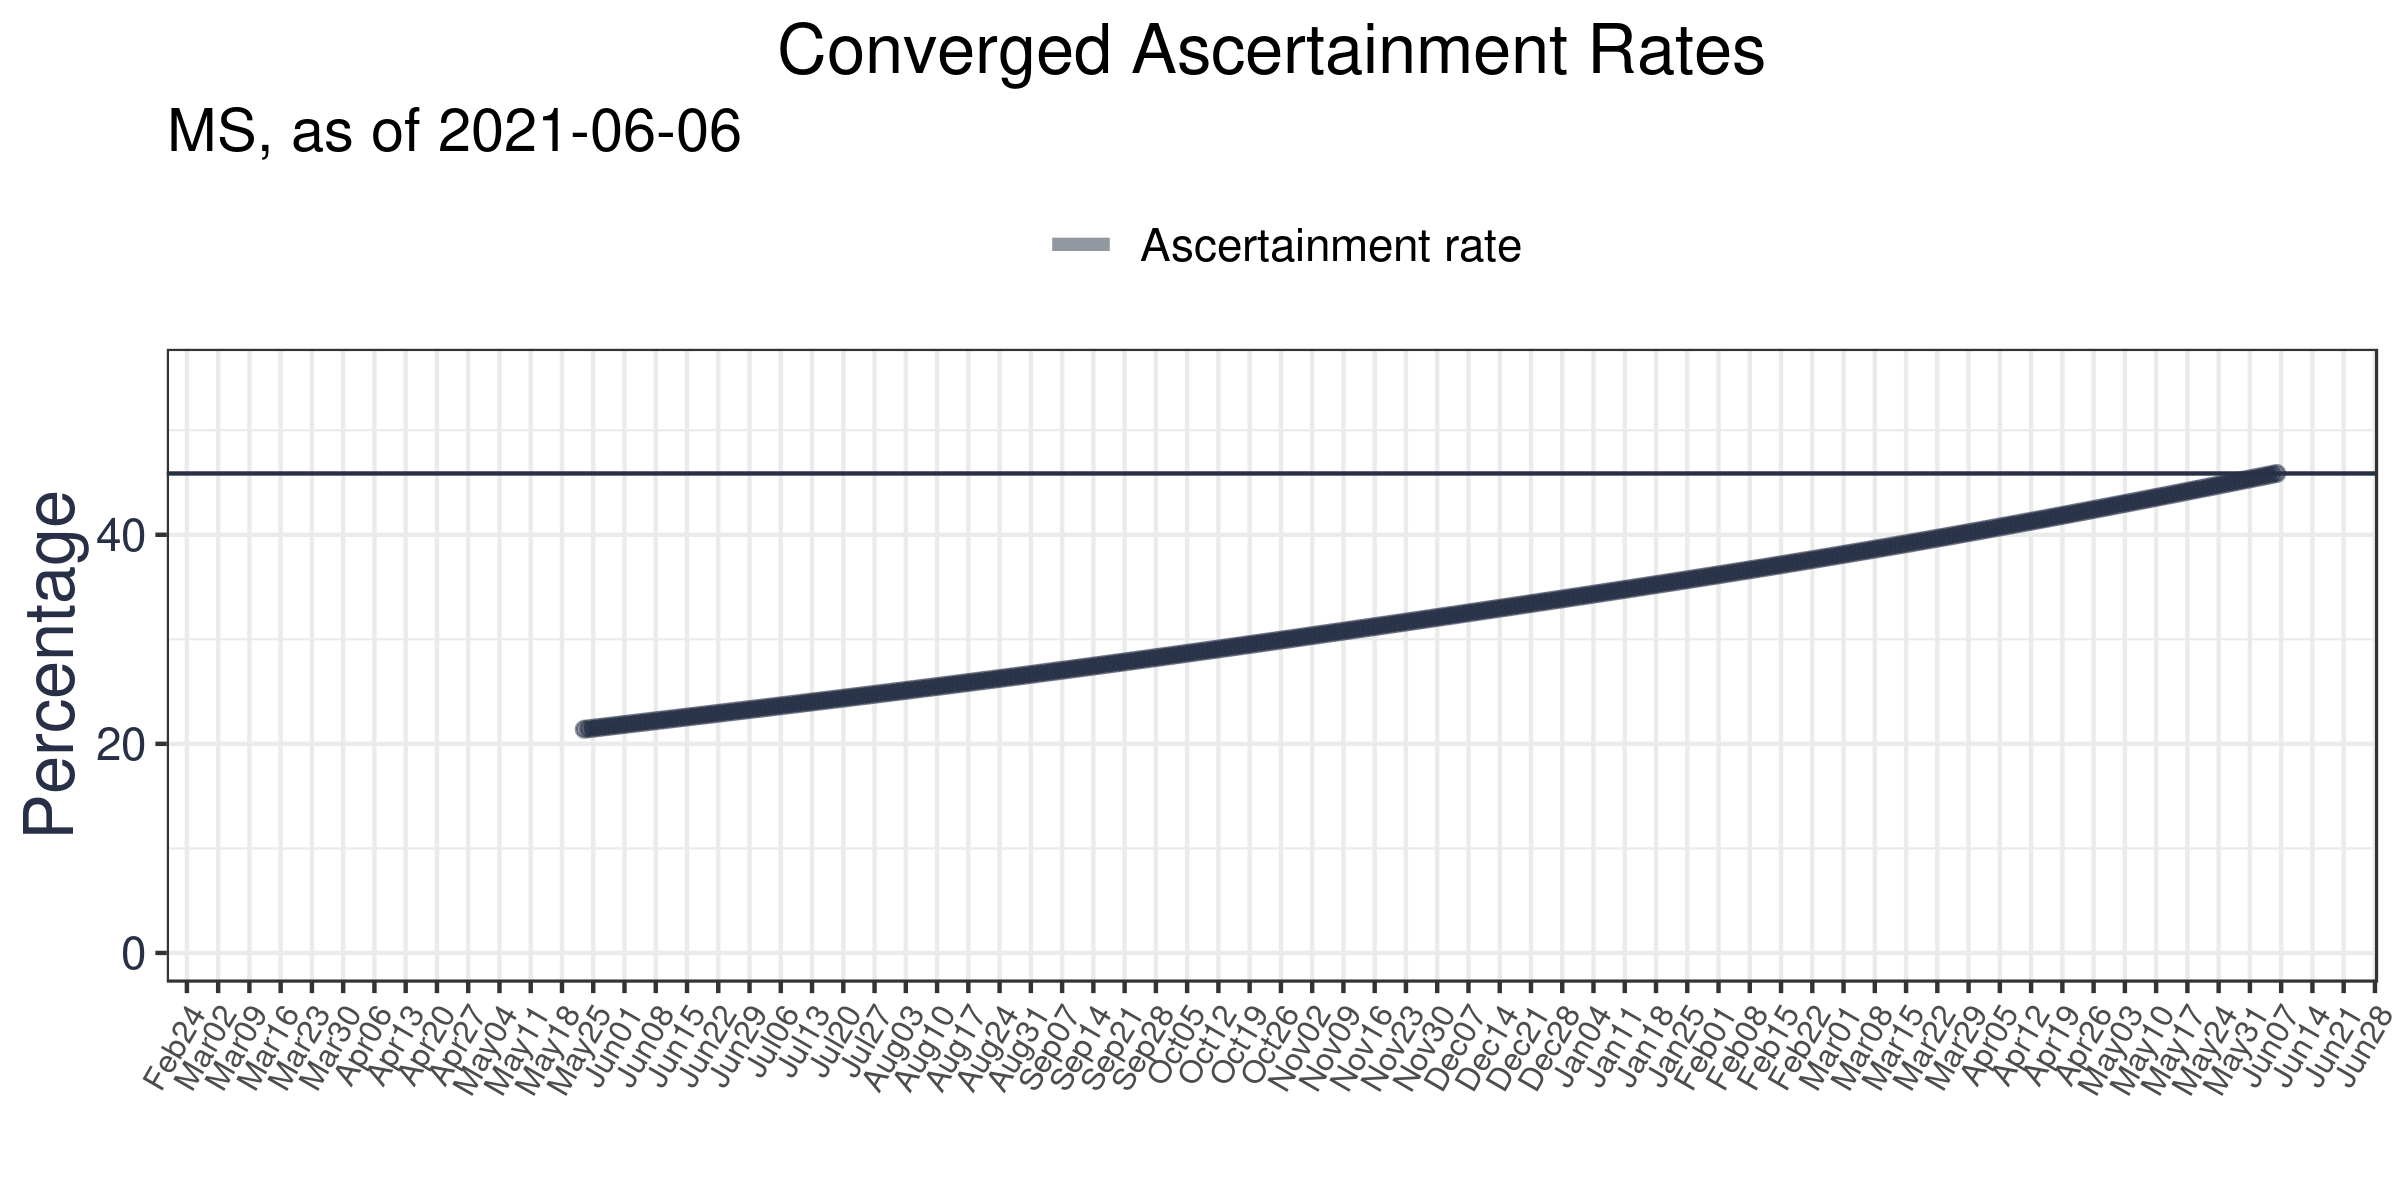 Converged Ascertainment Rates
MS, as of 2021-06-06
Ascertainment rate
Percentage
40
20
0
Feb24
Mar02
Mar09
Mar16
Mar23
Mar30
Apr06
Apr13
Apr20
Apr27
May04
May11
May18
May25
Jun01
Jun08
Jun15
Jun22
Jun29
Jul06
Jul13
Jul20
Jul27
Aug03
Aug10
Aug17
Aug24
Aug31
Sep07
Sep14
Sep21
Sep28
Oct05
Oct12
Oct19
Oct26
Nov02
Nov09
Nov16
Nov23
Nov30
Dec07
Dec14
Dec21
Dec28
Jan04
Jan11
Jan18
Jan25
Feb01
Feb08
Feb15
Feb22
Mar01
Mar08
Mar15
Mar22
Mar29
Apr05
Apr12
Apr19
Apr26
May03
May10
May17
May24
May31
Jun07
Jun14
Jun21
Jun28